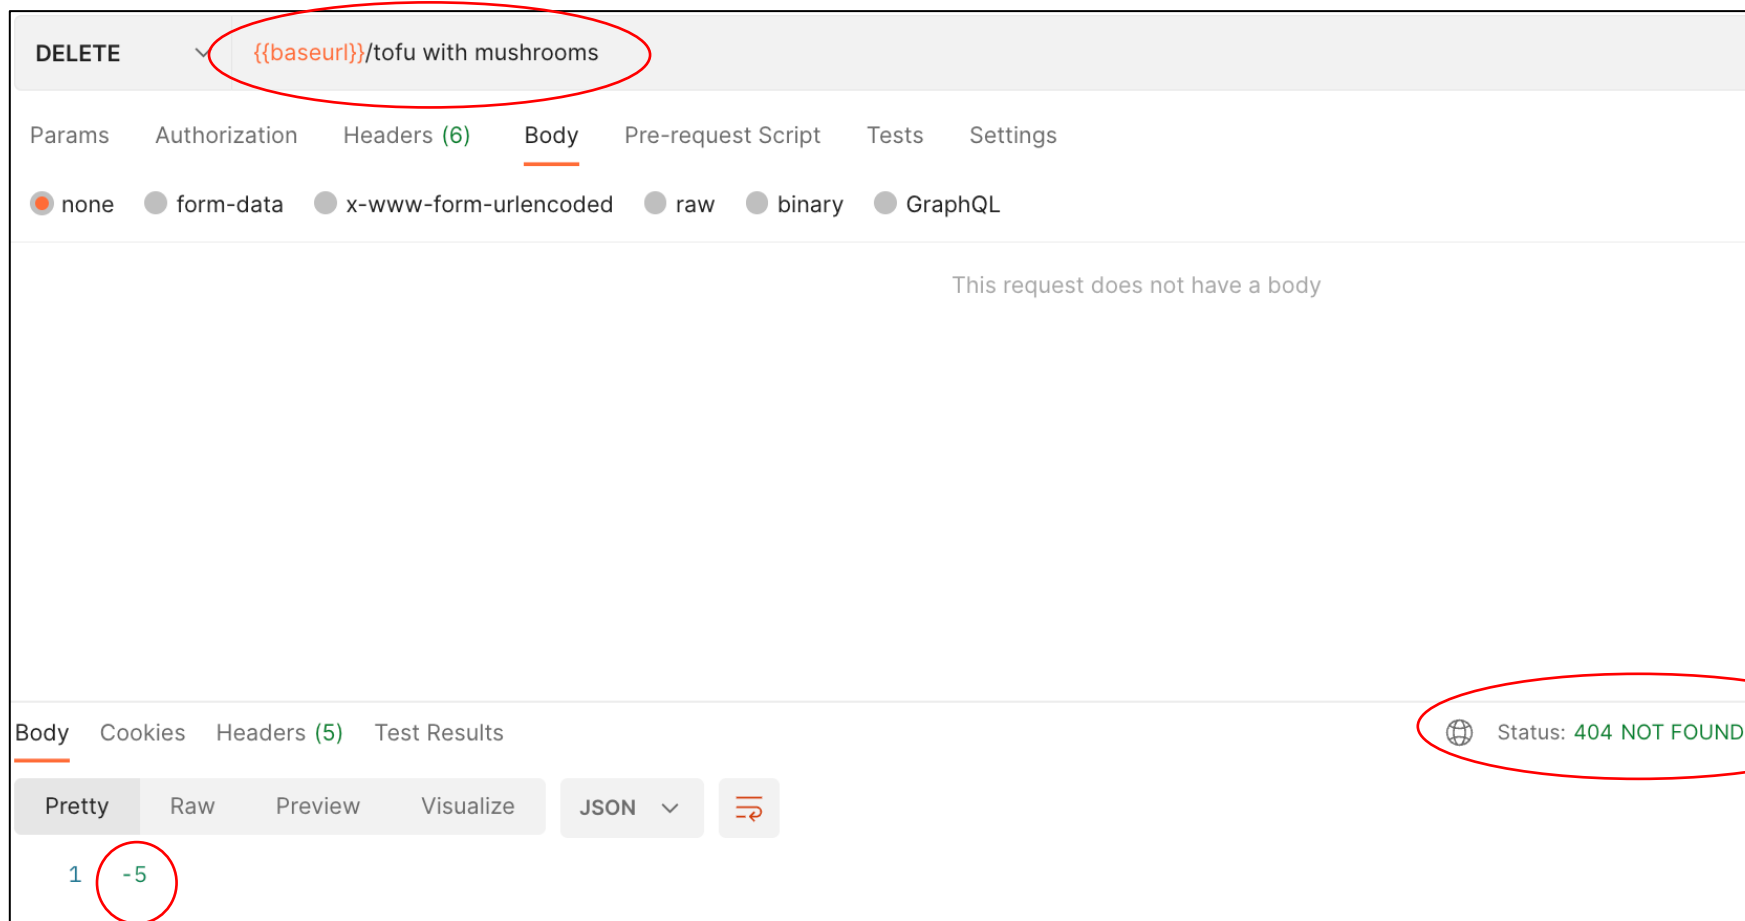 DELETE {{baseurl}}/tofu with mushrooms
Params Authorization Headers (6) Body Pre-request Script Tests Settings
none form-data x-www-form-urlencoded raw binary GraphQL
This request does not have a body
Body Cookies Headers (5) Test Results Status: 404 NOT FOUND
Pretty Raw Preview Visualize JSON
1 -5